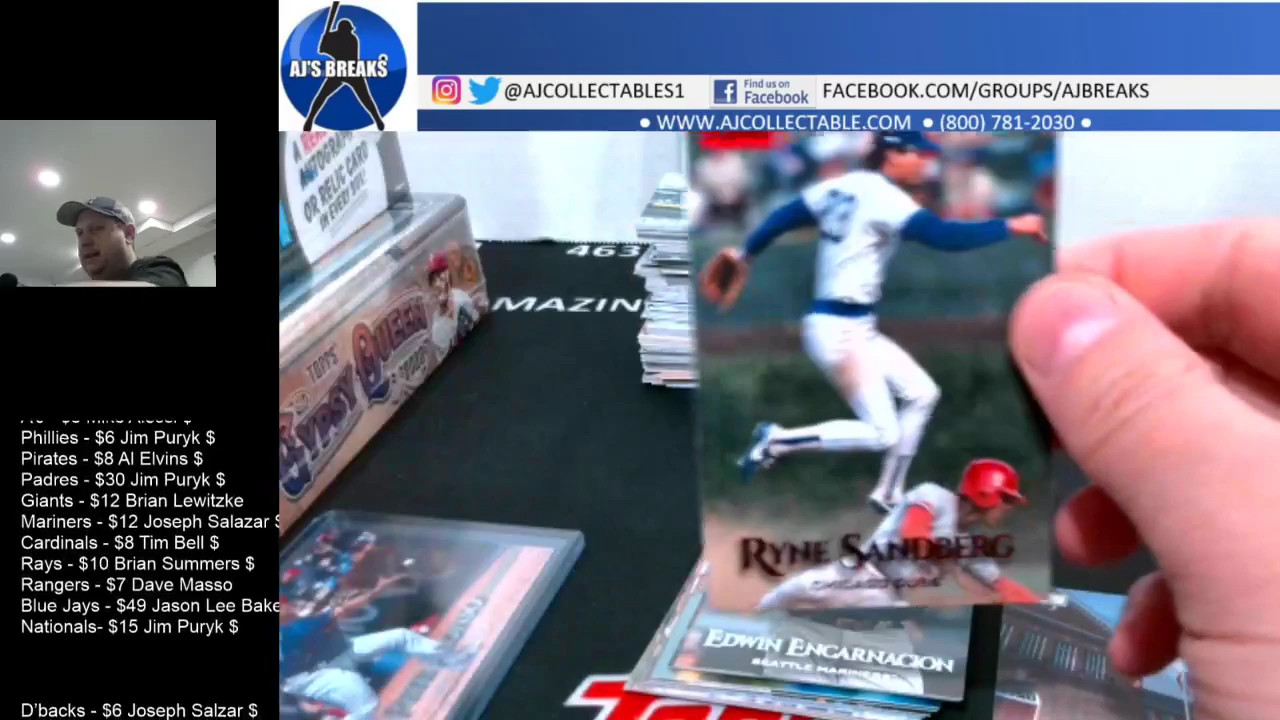 AJ'S BREAKS
@AJCOLLECTABLES1
Find us on
Facebook
FACEBOOK.COM/GROUPS/AJBREAKS
• WWW.AJCOLLECTABLE.COM • (800) 781-2030 •
A
AUTOGRAPH
OR RELIC CARD
IN EVERY
463
MAZIN
TOPPS
GYPSY QUEEN
RYNE SANDBERG
CHICAGO CUBS
EDWIN ENCARNACION
SEATTLE MARINERS
TOPPS
Phillies - $6 Jim Puryk $
Pirates - $8 Al Elvins $
Padres - $30 Jim Puryk $
Giants - $12 Brian Lewitzke
Mariners - $12 Joseph Salazar $
Cardinals - $8 Tim Bell $
Rays - $10 Brian Summers $
Rangers - $7 Dave Masso
Blue Jays - $49 Jason Lee Bake
Nationals- $15 Jim Puryk $
D'backs - $6 Joseph Salzar $